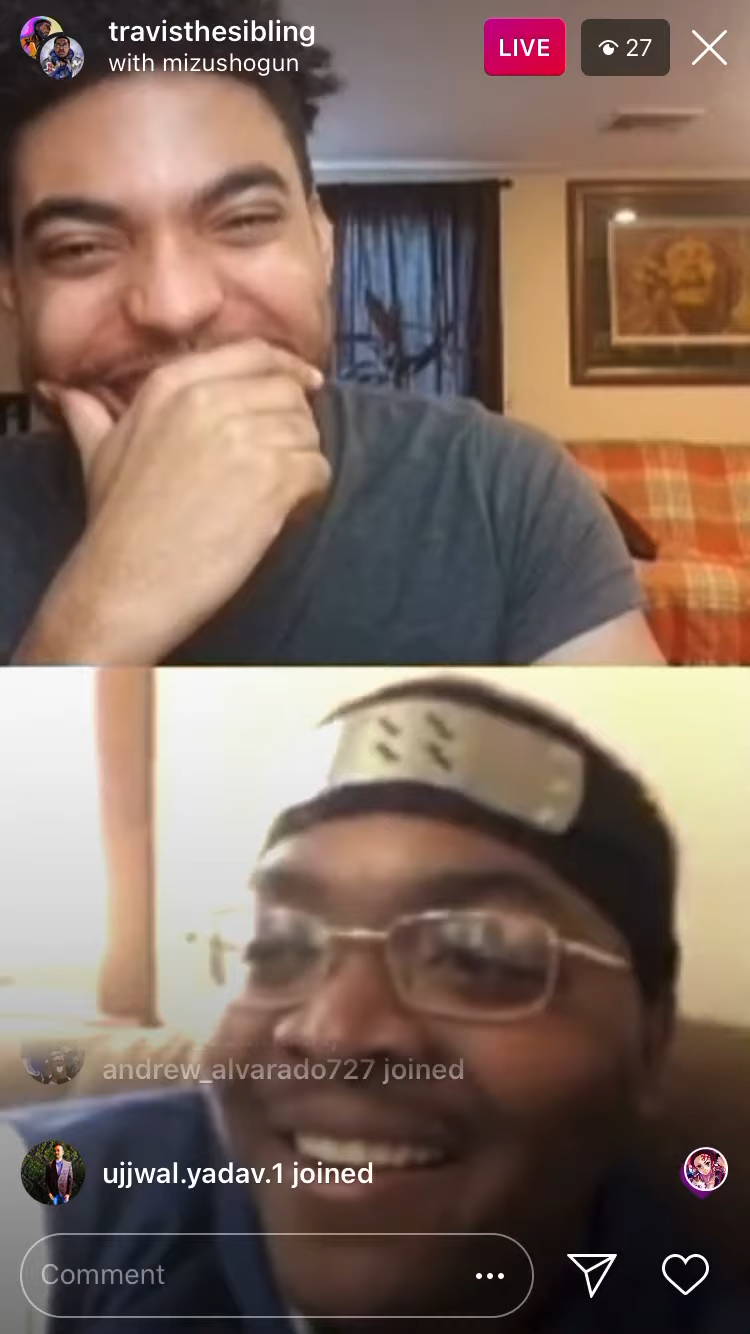 travisthesibling
with mizushogun
LIVE
27
andrew_alvarado727 joined
ujjwal.yadav.1 joined
Comment